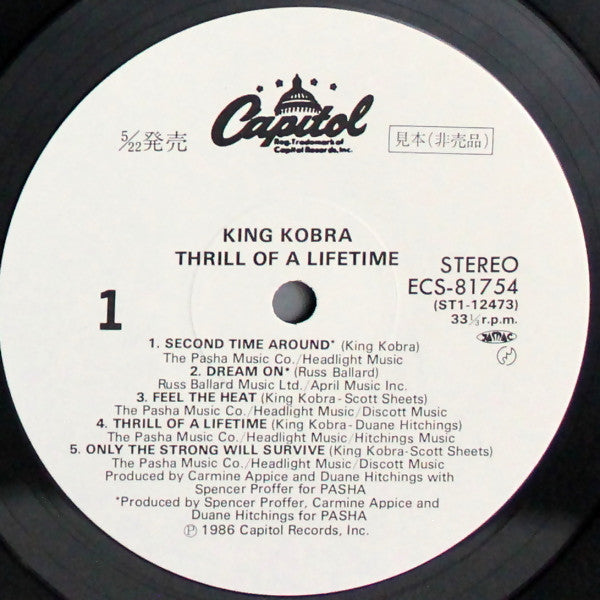 Capitol
Reg. Trademark of
Capitol Records, Inc.
5/22発売
見本(非売品)
KING KOBRA
THRILL OF A LIFETIME
STEREO
ECS-81754
(ST1-12473)
33⅓ r.p.m.
1
1. SECOND TIME AROUND* (King Kobra)
The Pasha Music Co./Headlight Music
2. DREAM ON* (Russ Ballard)
Russ Ballard Music Ltd./April Music Inc.
3. FEEL THE HEAT (King Kobra-Scott Sheets)
The Pasha Music Co./Headlight Music/Discott Music
4. THRILL OF A LIFETIME (King Kobra-Duane Hitchings)
The Pasha Music Co./Headlight Music/Hitchings Music
5. ONLY THE STRONG WILL SURVIVE (King Kobra-Scott Sheets)
The Pasha Music Co./Headlight Music/Discott Music
Produced by Carmine Appice and Duane Hitchings with
Spencer Proffer for PASHA
*Produced by Spencer Proffer, Carmine Appice and
Duane Hitchings for PASHA
℗ 1986 Capitol Records, Inc.